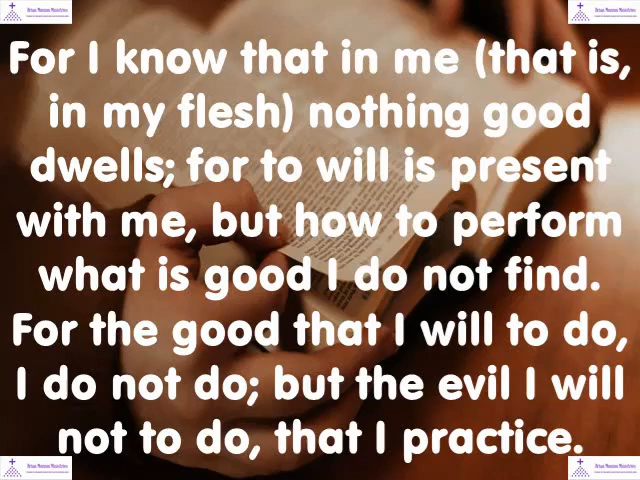 For I know that in me (that is,
in my flesh) nothing good
dwells; for to will is present
with me, but how to perform
what is good I do not find.
For the good that I will to do,
I do not do; but the evil I will
not to do, that I practice.